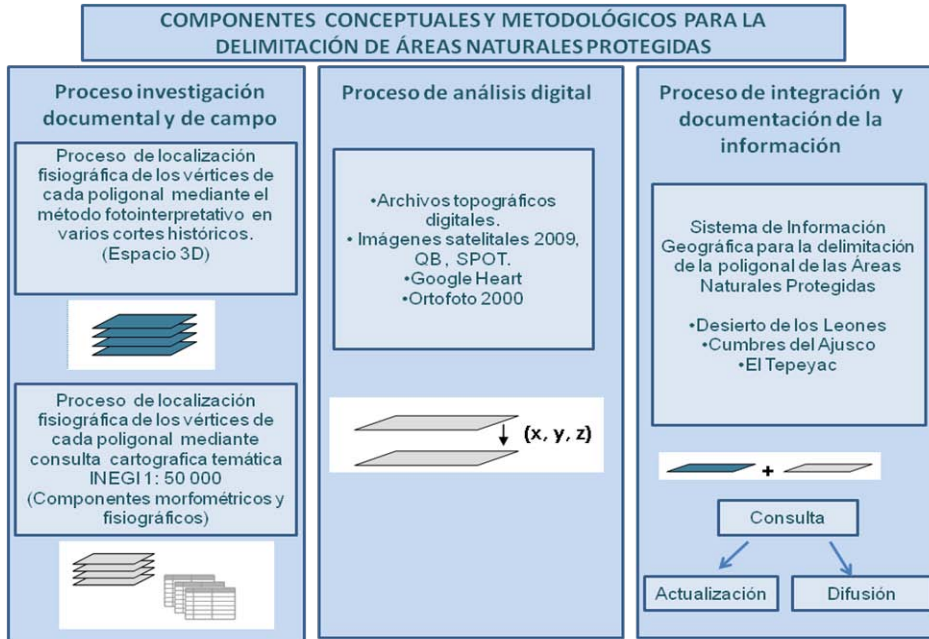 COMPONENTES CONCEPTUALES Y METODOLÓGICOS PARA LA
DELIMITACIÓN DE ÁREAS NATURALES PROTEGIDAS
Proceso investigación
documental y de campo
Proceso de localización
fisiográfica de los vértices de
cada poligonal mediante el
método fotointerpretativo en
varios cortes históricos.
(Espacio 3D)
Proceso de localización
fisiográfica de los vértices de
cada poligonal mediante
consulta cartografica temática
INEGI 1: 50 000
(Componentes morfométricos y
fisiográficos)
Proceso de análisis digital
•Archivos topográficos
digitales.
• Imágenes satelitales 2009,
QB, SPOT.
•Google Heart
•Ortofoto 2000
(x, y, z)
Proceso de integración y
documentación de la
información
Sistema de Información
Geográfica para la delimitación
de la poligonal de las Áreas
Naturales Protegidas
•Desierto de los Leones
•Cumbres del Ajusco
•El Tepeyac
+
Consulta
Actualización
Difusión